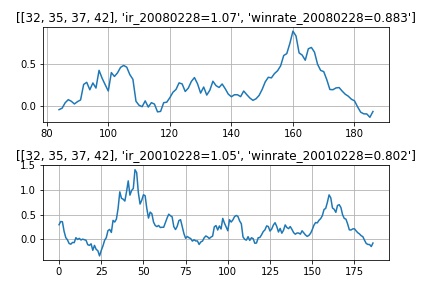 [[32, 35, 37, 42], 'ir_20080228=1.07', 'winrate_20080228=0.883']
0.5
0.0
80 100 120 140 160 180
[[32, 35, 37, 42], 'ir_20010228=1.05', 'winrate_20010228=0.802']
1.5
1.0
0.5
0.0
0 25 50 75 100 125 150 175